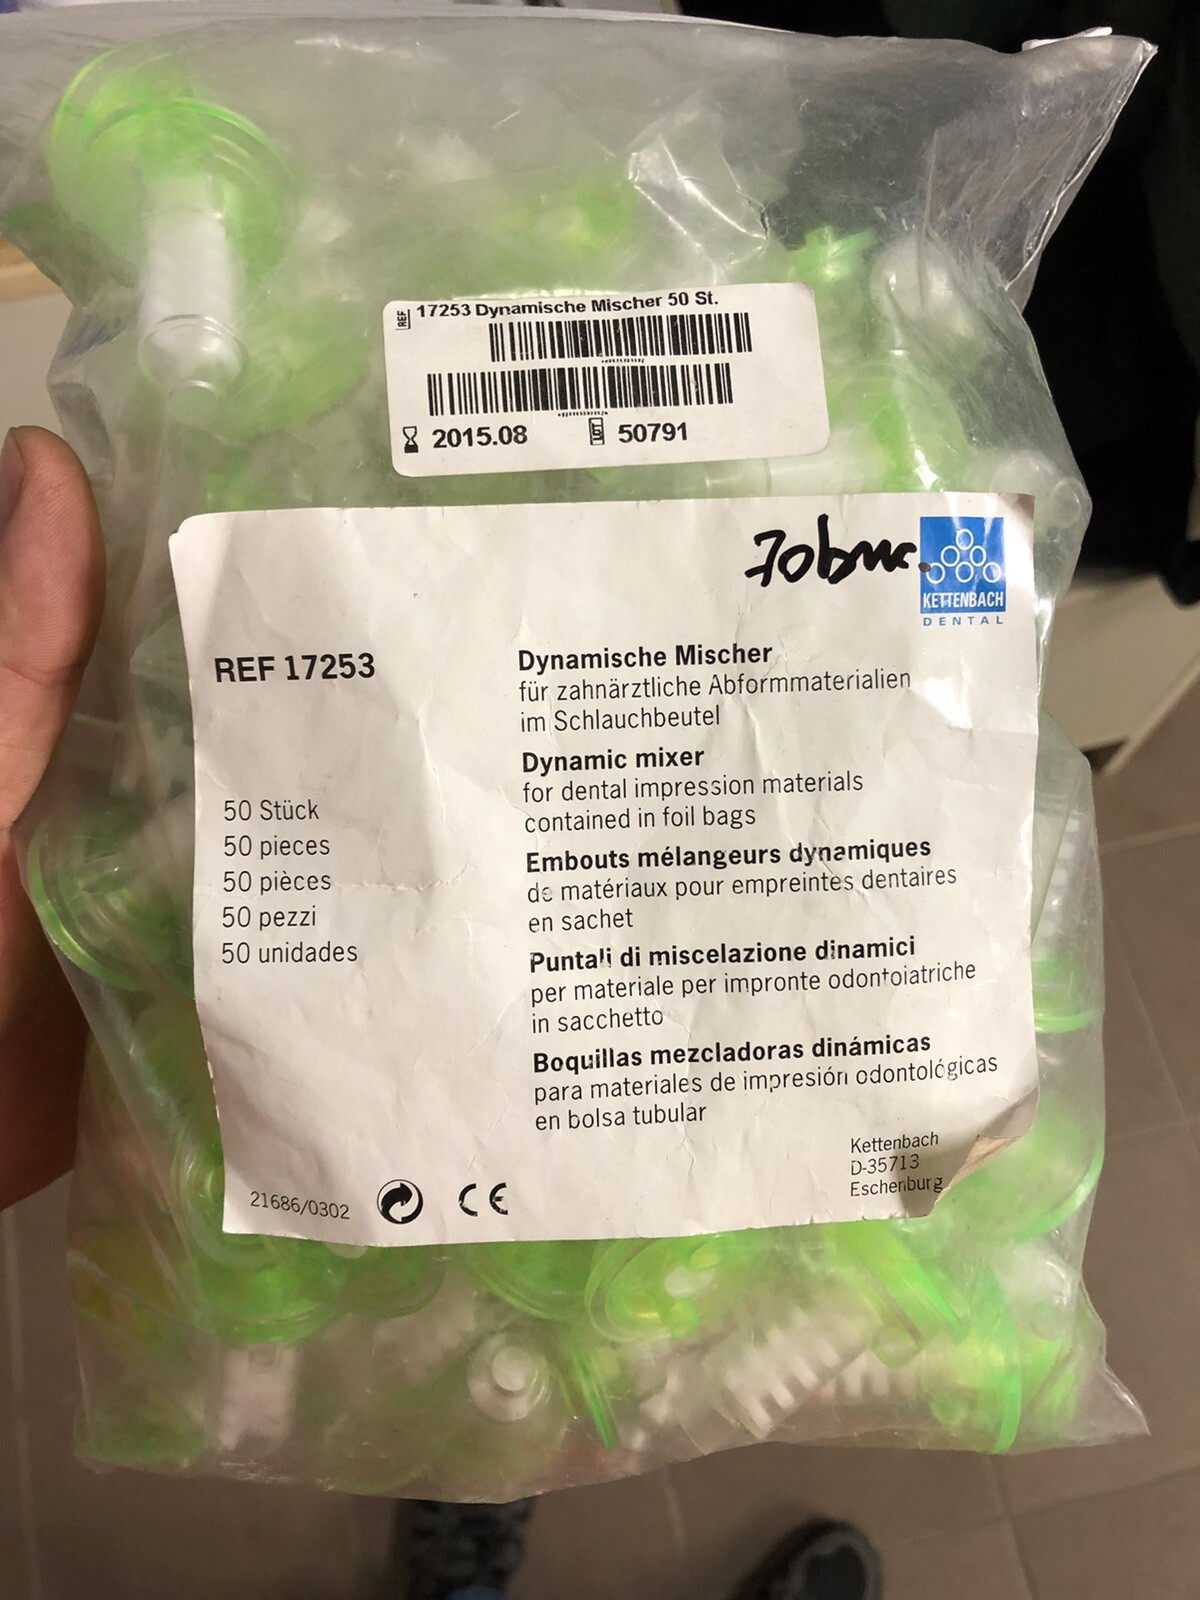 REF 17253 Dynamische Mischer 50 St.
2015.08 LOT 50791
KETTENBACH
DENTAL
REF 17253
50 Stück
50 pieces
50 pièces
50 pezzi
50 unidades
Dynamische Mischer
für zahnärztliche Abformmaterialien
im Schlauchbeutel
Dynamic mixer
for dental impression materials
contained in foil bags
Embouts mélangeurs dynamiques
de matériaux pour empreintes dentaires
en sachet
Puntali di miscelazione dinamici
per materiale per impronte odontoiatriche
in sacchetto
Boquillas mezcladoras dinámicas
para materiales de impresión odontológicas
en bolsa tubular
Kettenbach
D-35713
Eschenburg
21686/0302 CE